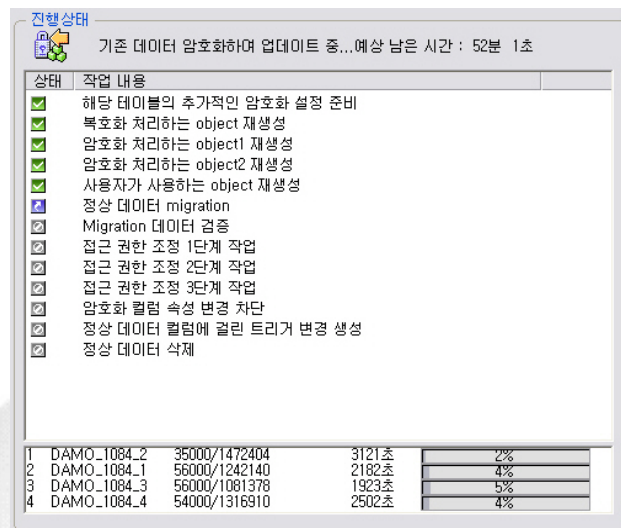 진행상태
기존 데이터 암호화하며 업데이트 중...예상 남은 시간 : 52분 1초
상태 작업 내용
해당 테이블의 추가적인 암호화 설정 준비
복호화 처리하는 object 재생성
암호화 처리하는 object1 재생성
암호화 처리하는 object2 재생성
사용자가 사용하는 object 재생성
정상 데이터 migration
Migration 데이터 검증
접근 권한 조정 1단계 작업
접근 권한 조정 2단계 작업
접근 권한 조정 3단계 작업
암호화 컬럼 속성 변경 차단
정상 데이터 컬럼에 걸린 트리거 변경 생성
정상 데이터 삭제
1 DAMO_1084_2 35000/1472404 3121초 2%
2 DAMO_1084_1 56000/1242140 2182초 4%
3 DAMO_1084_3 56000/1081378 1923초 5%
4 DAMO_1084_4 54000/1316910 2502초 4%